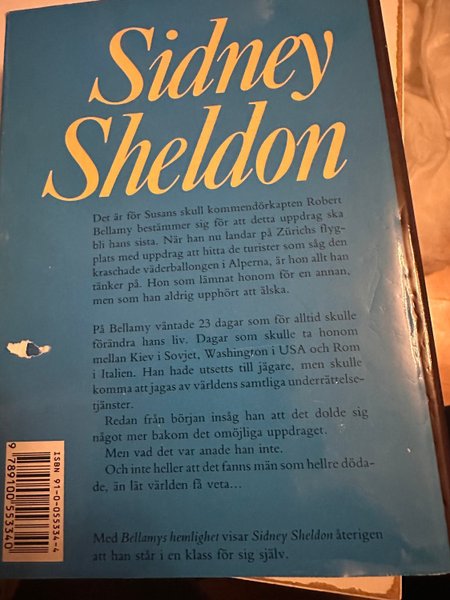 Sidney
Sheldon
Det är för Susans skull kommendörkapten Robert
Bellamy bestämmer sig för att detta uppdrag ska
bli hans sista. När han nu landar på Zürichs flyg-
plats med uppdrag att hitta de turister som såg den
kraschade väderballongen i Alperna, är hon allt han
tänker på. Hon som lämnat honom för en annan,
men som han aldrig upphört att älska.
På Bellamy väntade 23 dagar som för alltid skulle
förändra hans liv. Dagar som skulle ta honom
mellan Kiev i Sovjet, Washington i USA och Rom
i Italien. Han hade utsetts till jägare, men skulle
komma att jagas av världens samtliga underrättelse-
tjänster.
Redan från början insåg han att det dolde sig
något mer bakom det omöjliga uppdraget.
Men vad det var anade han inte.
Och inte heller att det fanns män som hellre döda-
de, än lät världen få veta...
Med Bellamys hemlighet visar Sidney Sheldon återigen
att han står i en klass för sig själv.
ISBN 91-0-055334-4
9789100553340